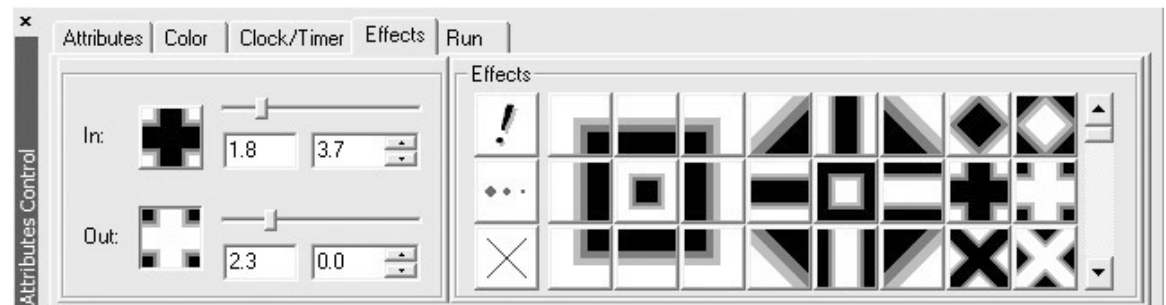 Attributes Color Clock/Timer Effects Run
Effects
In:
1.8 3.7
Out:
2.3 0.0
Attributes Control